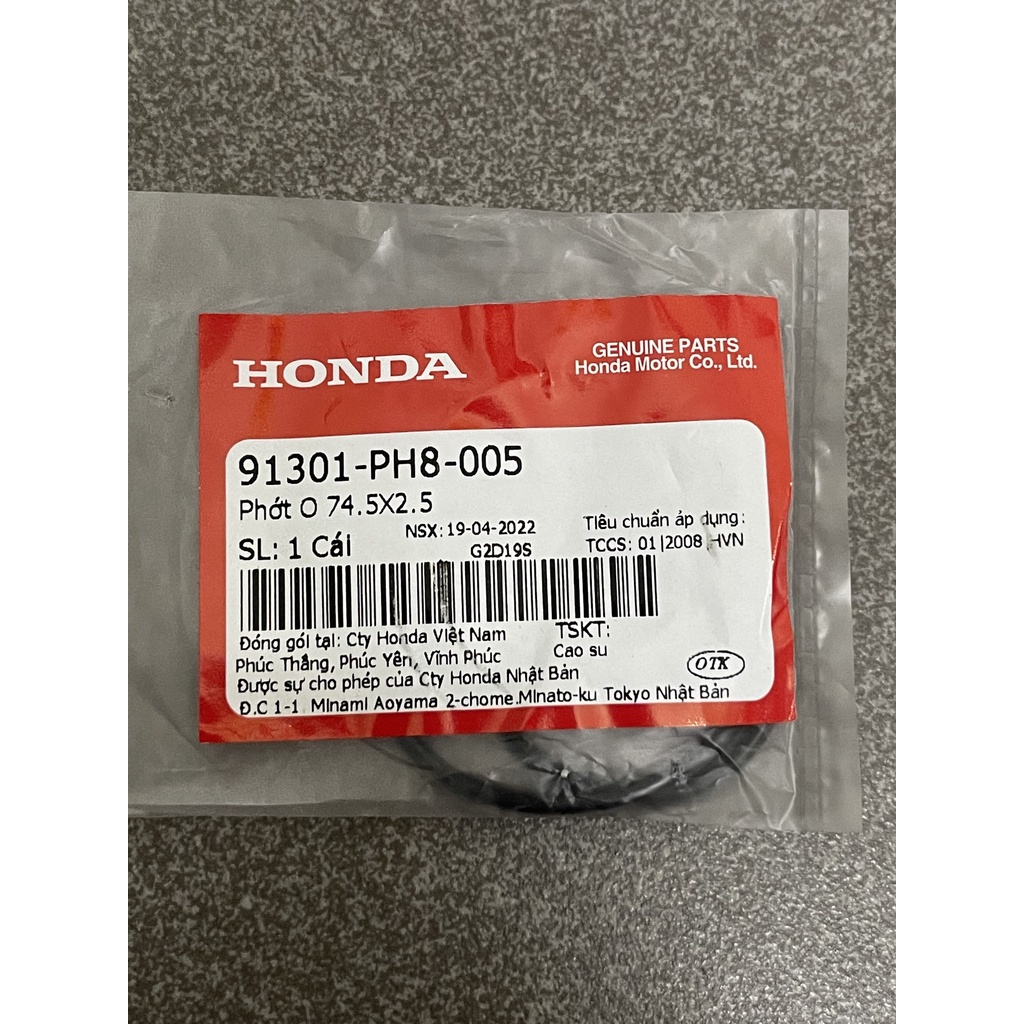 HONDA
GENUINE PARTS
Honda Motor Co., Ltd.
91301-PH8-005
Phớt O 74.5X2.5
NSX: 19-04-2022
Tiêu chuẩn áp dụng:
SL: 1 Cái
G2D19S
TCCS: 01|2008 HVN
Đóng gói tại: Cty Honda Việt Nam
TSKT:
Phúc Thắng, Phúc Yên, Vĩnh Phúc
Cao su
Được sự cho phép của Cty Honda Nhật Bản
OTK
Đ.C 1-1 Minami Aoyama 2-chome.Minato-ku Tokyo Nhật Bản